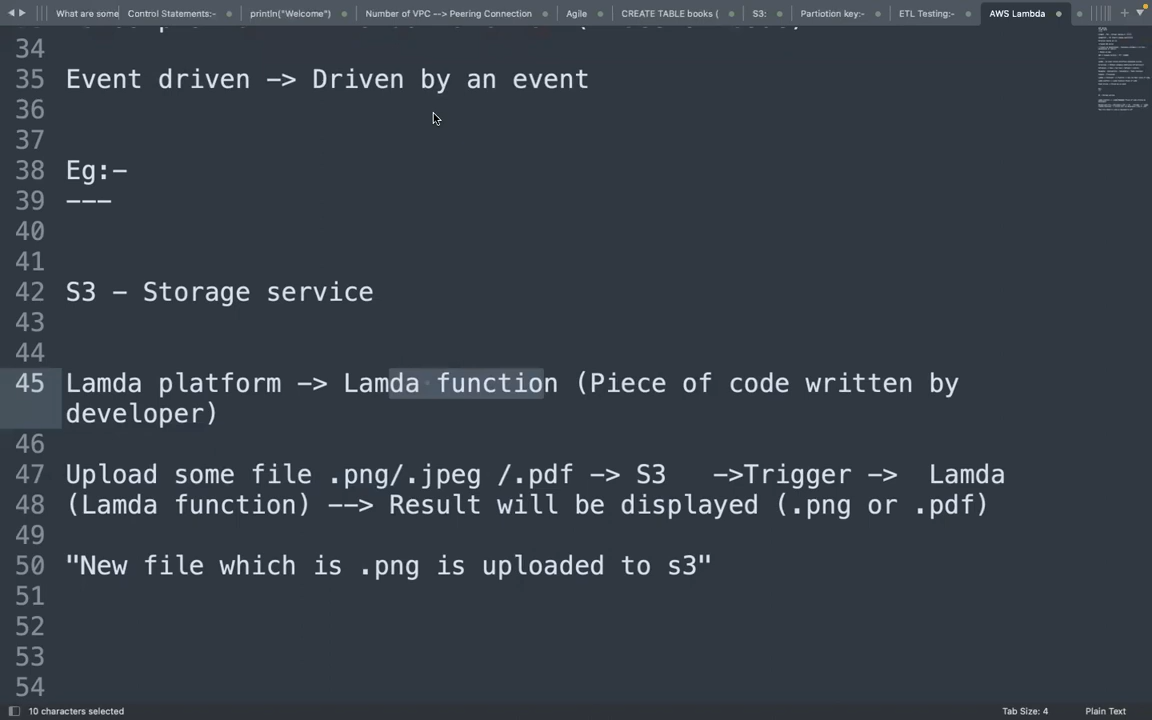 What are some
Control Statements:-
println("Welcome")
Number of VPC --> Peering Connection
Agile
CREATE TABLE books (
S3:
Partiotion key:-
ETL Testing:-
AWS Lambda
34
35 Event driven -> Driven by an event
36
37
38 Eg:-
39 ---
40
41
42 S3 - Storage service
43
44
45 Lamda platform -> Lamda function (Piece of code written by
developer)
46
47 Upload some file .png/.jpeg /.pdf -> S3 ->Trigger -> Lamda
48 (Lamda function) --> Result will be displayed (.png or .pdf)
49
50 "New file which is .png is uploaded to s3"
51
52
53
54
10 characters selected
Tab Size: 4
Plain Text